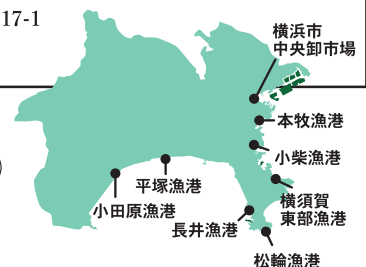 17-1
横浜市
中央卸市場
本牧漁港
小柴漁港
横須賀
東部漁港
平塚漁港
小田原漁港
長井漁港
松輪漁港